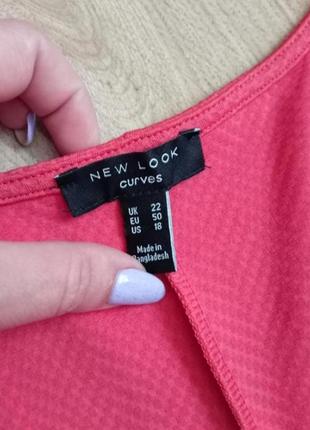 NEW LOOK
curves
UK 22
EU 50
US 18
Made in
Bangladesh